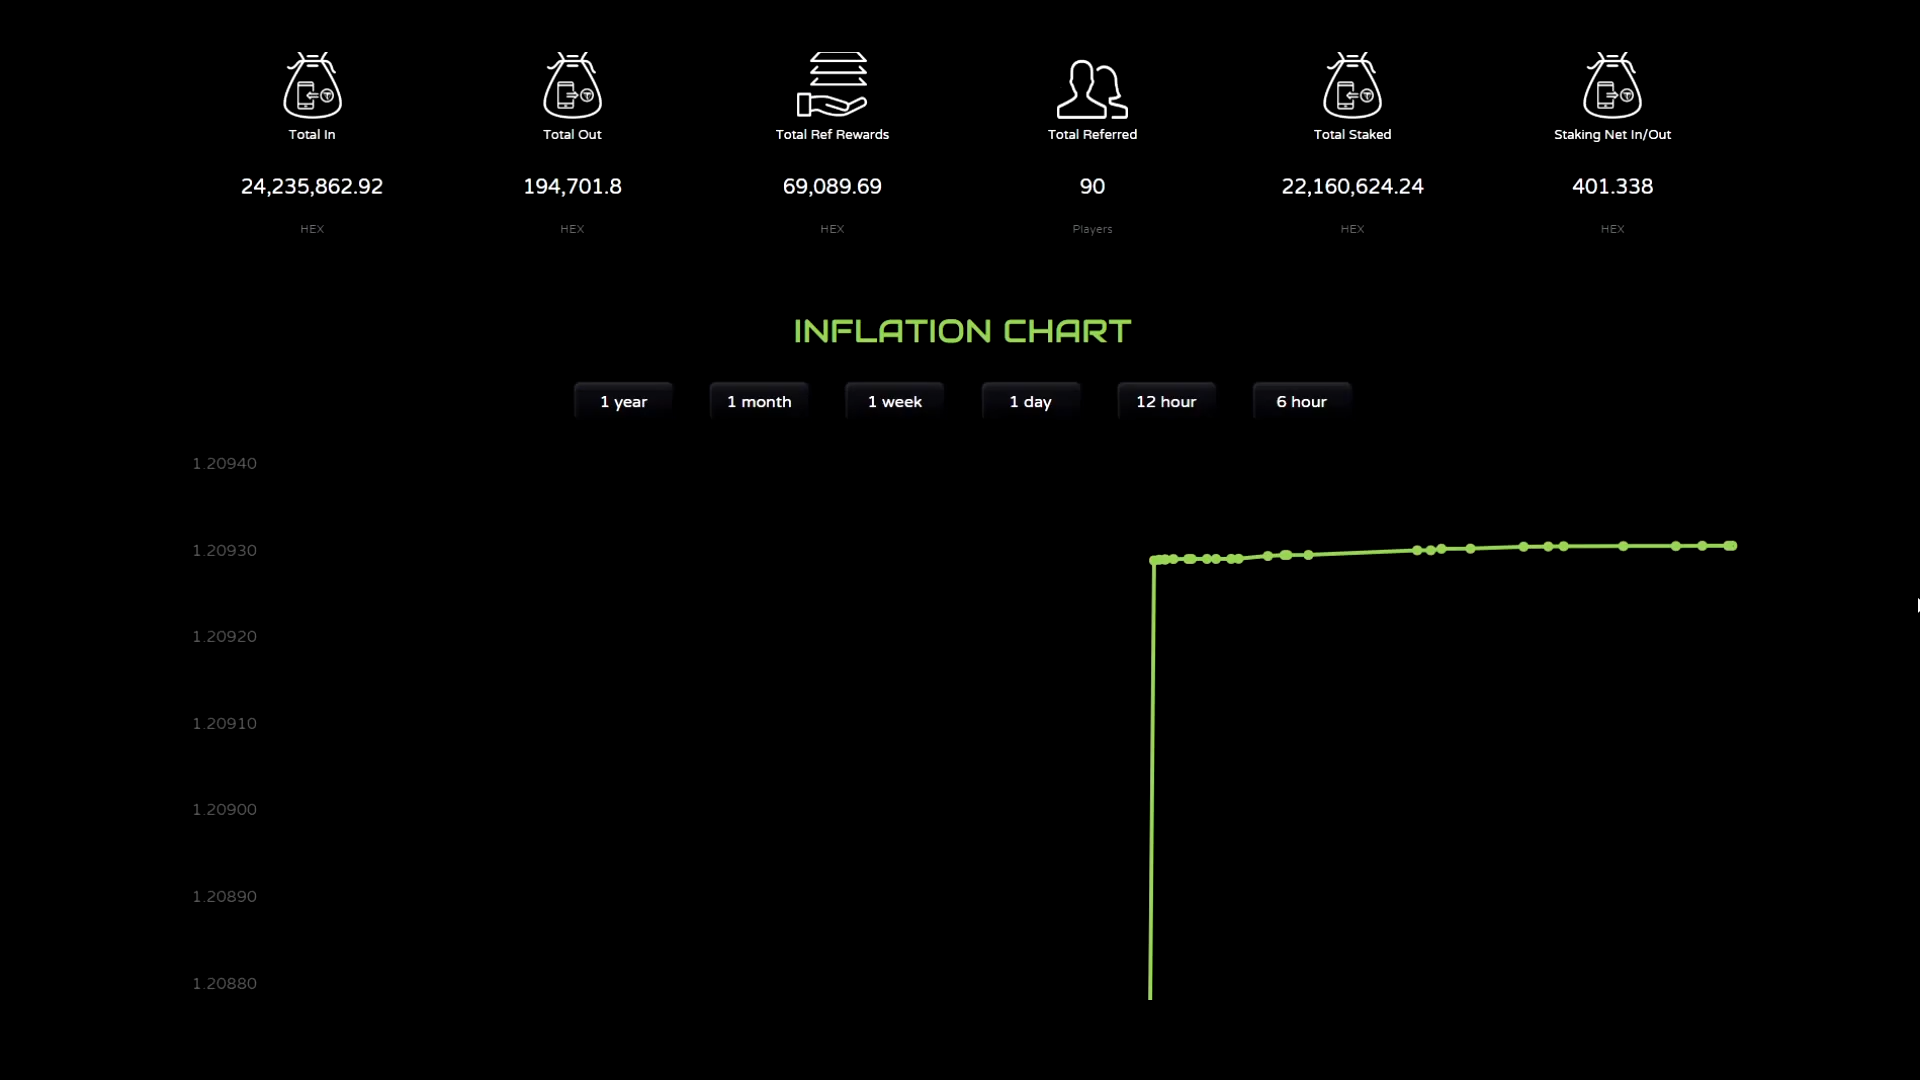 Total In Total Out Total Ref Rewards Total Referred Total Staked Staking Net In/Out
24,235,862.92 194,701.8 69,089.69 90 22,160,624.24 401.338
HEX HEX HEX Players HEX HEX
INFLATION CHART
1 year 1 month 1 week 1 day 12 hour 6 hour
1.20940
1.20930
1.20920
1.20910
1.20900
1.20890
1.20880